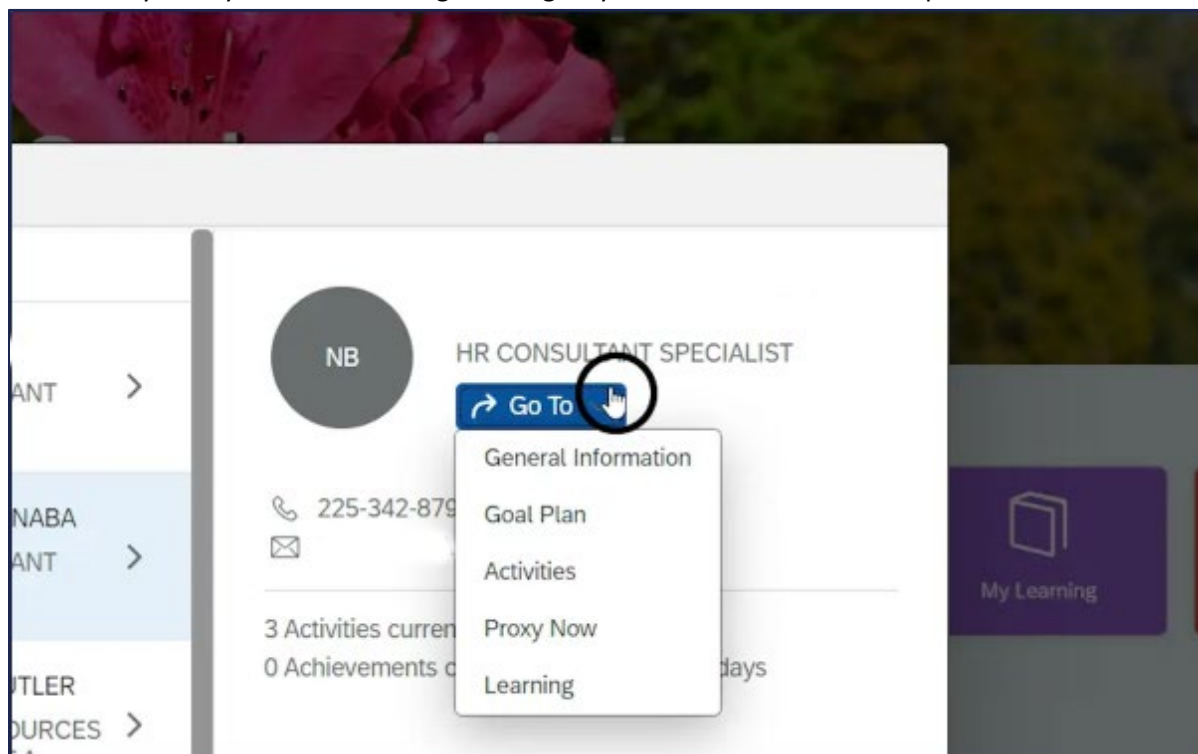 ANT
NABA
ANT
UTLER
OURCES
NB
HR CONSULTANT SPECIALIST
Go To
General Information
225-342-879
Goal Plan
Activities
3 Activities curren
Proxy Now
0 Achievements
days
Learning
My Learning